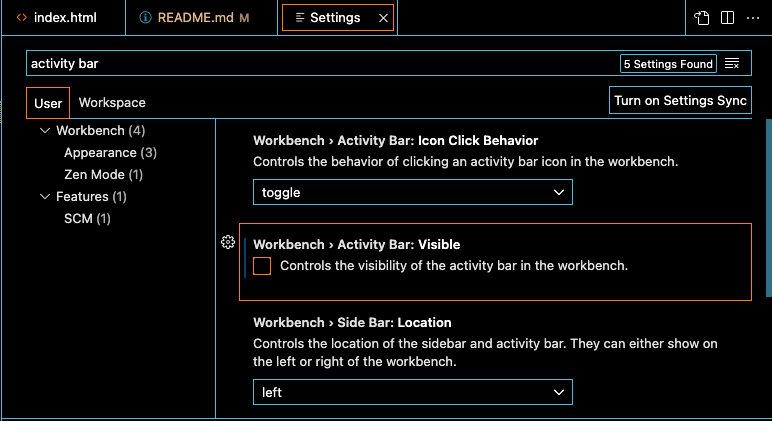 index.html
README.md M
Settings
activity bar
5 Settings Found
User
Workspace
Turn on Settings Sync
Workbench (4)
Appearance (3)
Zen Mode (1)
Features (1)
SCM (1)
Workbench › Activity Bar: Icon Click Behavior
Controls the behavior of clicking an activity bar icon in the workbench.
toggle
Workbench › Activity Bar: Visible
Controls the visibility of the activity bar in the workbench.
Workbench › Side Bar: Location
Controls the location of the sidebar and activity bar. They can either show on
the left or right of the workbench.
left